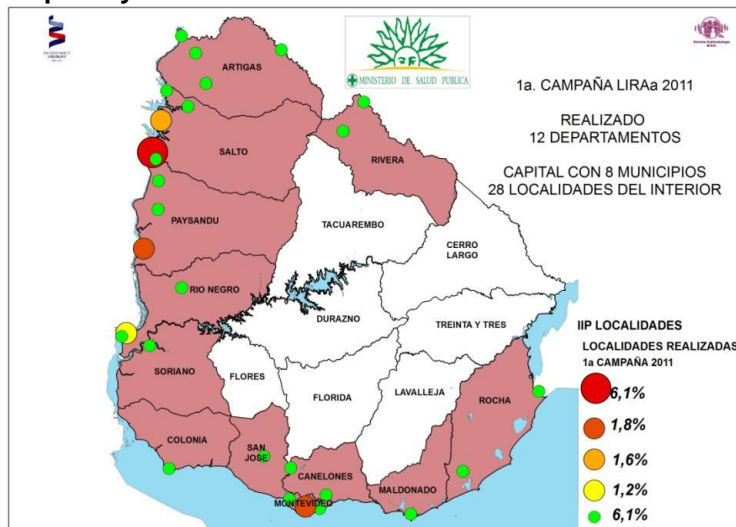 MINISTERIO DE SALUD PUBLICA
1a. CAMPAÑA LIRAa 2011
REALIZADO
12 DEPARTAMENTOS
CAPITAL CON 8 MUNICIPIOS
28 LOCALIDADES DEL INTERIOR
ARTIGAS
SALTO
RIVERA
PAYSANDU
TACUAREMBO
CERRO
LARGO
RIO NEGRO
DURAZNO
TREINTA Y TRES
SORIANO
FLORES
FLORIDA
LAVALLEJA
ROCHA
COLONIA
SAN
JOSE
CANELONES
MALDONADO
MONTEVIDEO
IIP LOCALIDADES
LOCALIDADES REALIZADAS
1a CAMPAÑA 2011
6,1%
1,8%
1,6%
1,2%
6,1%